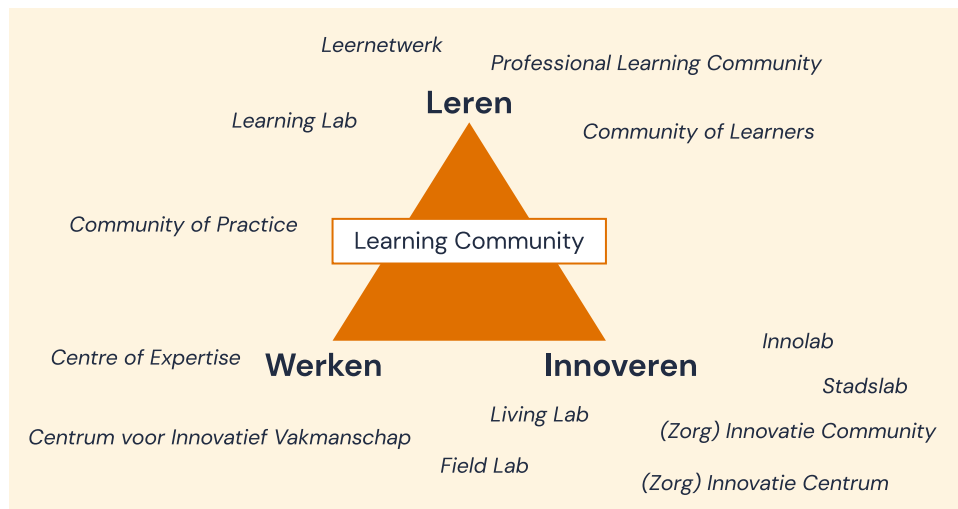 Leernetwerk
Professional Learning Community
Leren
Learning Lab
Community of Learners
Community of Practice
Learning Community
Innolab
Centre of Expertise
Werken
Innoveren
Stadslab
Living Lab
(Zorg) Innovatie Community
Centrum voor Innovatief Vakmanschap
Field Lab
(Zorg) Innovatie Centrum